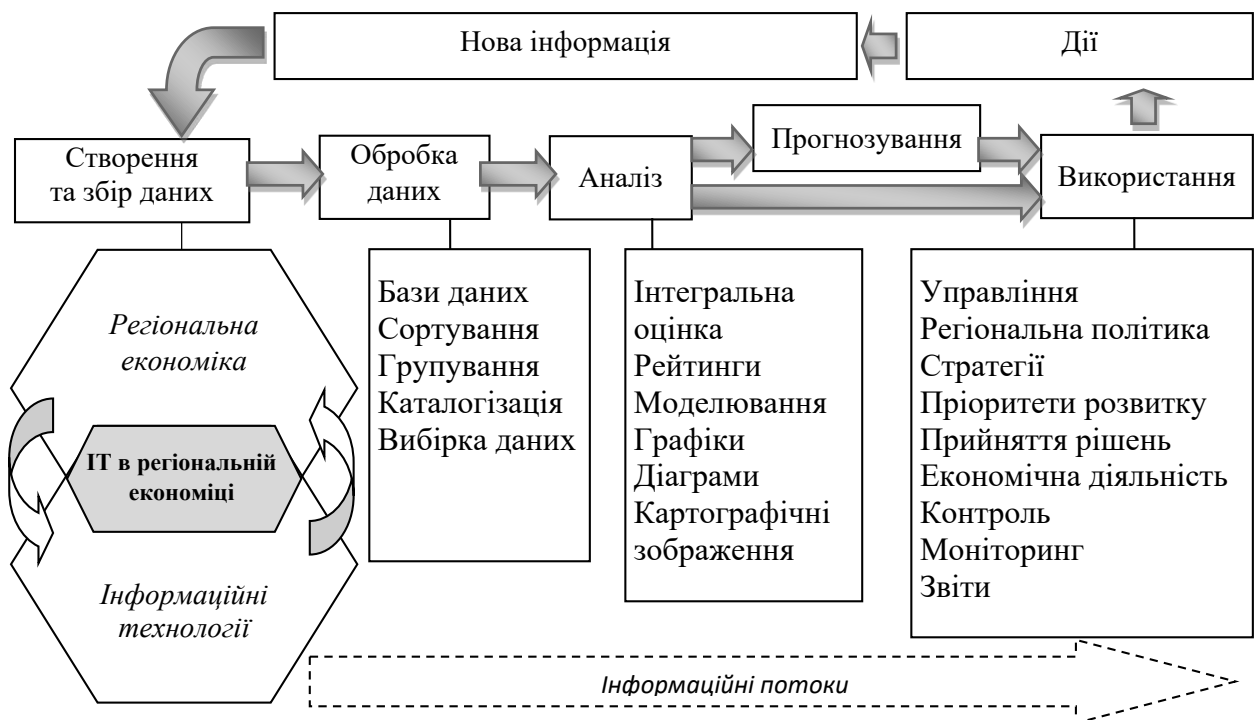 Нова інформація
Дії
Створення
та збір даних
Обробка
даних
Аналіз
Прогнозування
Використання
Регіональна
економіка
ІТ в регіональній
економіці
Інформаційні
технології
Бази даних
Сортування
Групування
Каталогізація
Вибірка даних
Інтегральна
оцінка
Рейтинги
Моделювання
Графіки
Діаграми
Картографічні
зображення
Управління
Регіональна політика
Стратегії
Пріоритети розвитку
Прийняття рішень
Економічна діяльність
Контроль
Моніторинг
Звіти
Інформаційні потоки